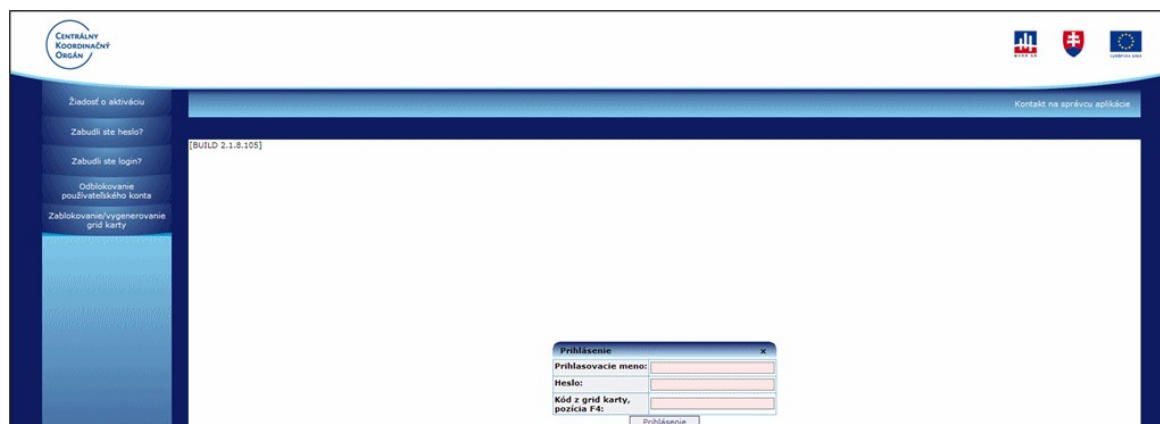 CENTRÁLNY
KOORDINAČNÝ
ORGÁN
Žiadosť o aktiváciu
Kontakt na správcu aplikácie
Zabudli ste heslo?
[BUILD 2.1.8.105]
Zabudli ste login?
Odblokovanie
používateľského konta
Zablokovanie/vygenerovanie
grid karty
Prihlásenie x
Prihlasovacie meno:
Heslo:
Kód z grid karty,
pozícia F4:
Prihlásenie